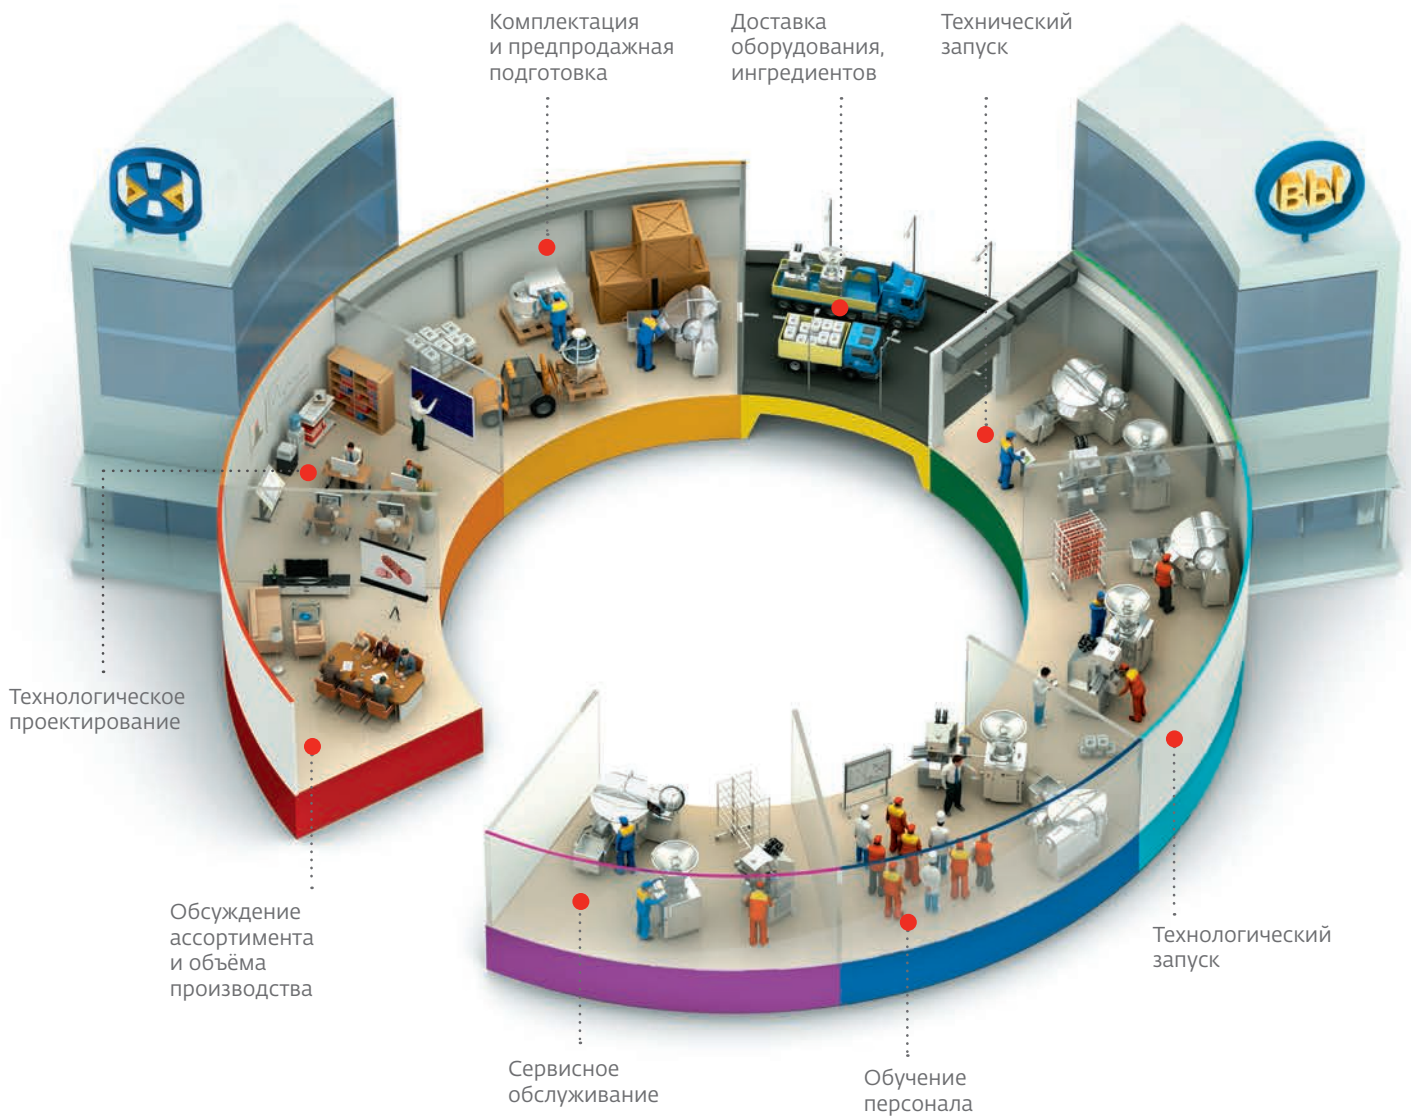 Комплектация
и предпродажная
подготовка
Доставка
оборудования,
ингредиентов
Технический
запуск
ВЫ
Технологическое
проектирование
Обсуждение
ассортимента
и объёма
производства
Технологический
запуск
Сервисное
обслуживание
Обучение
персонала